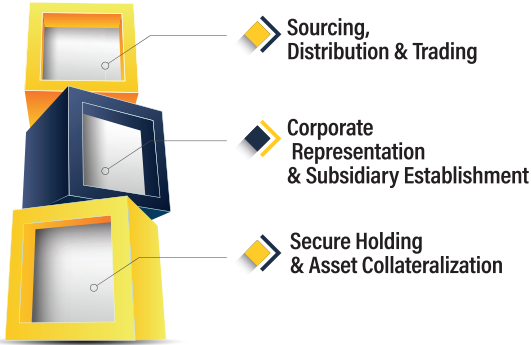 Sourcing,
Distribution & Trading
Corporate
Representation
& Subsidiary Establishment
Secure Holding
& Asset Collateralization